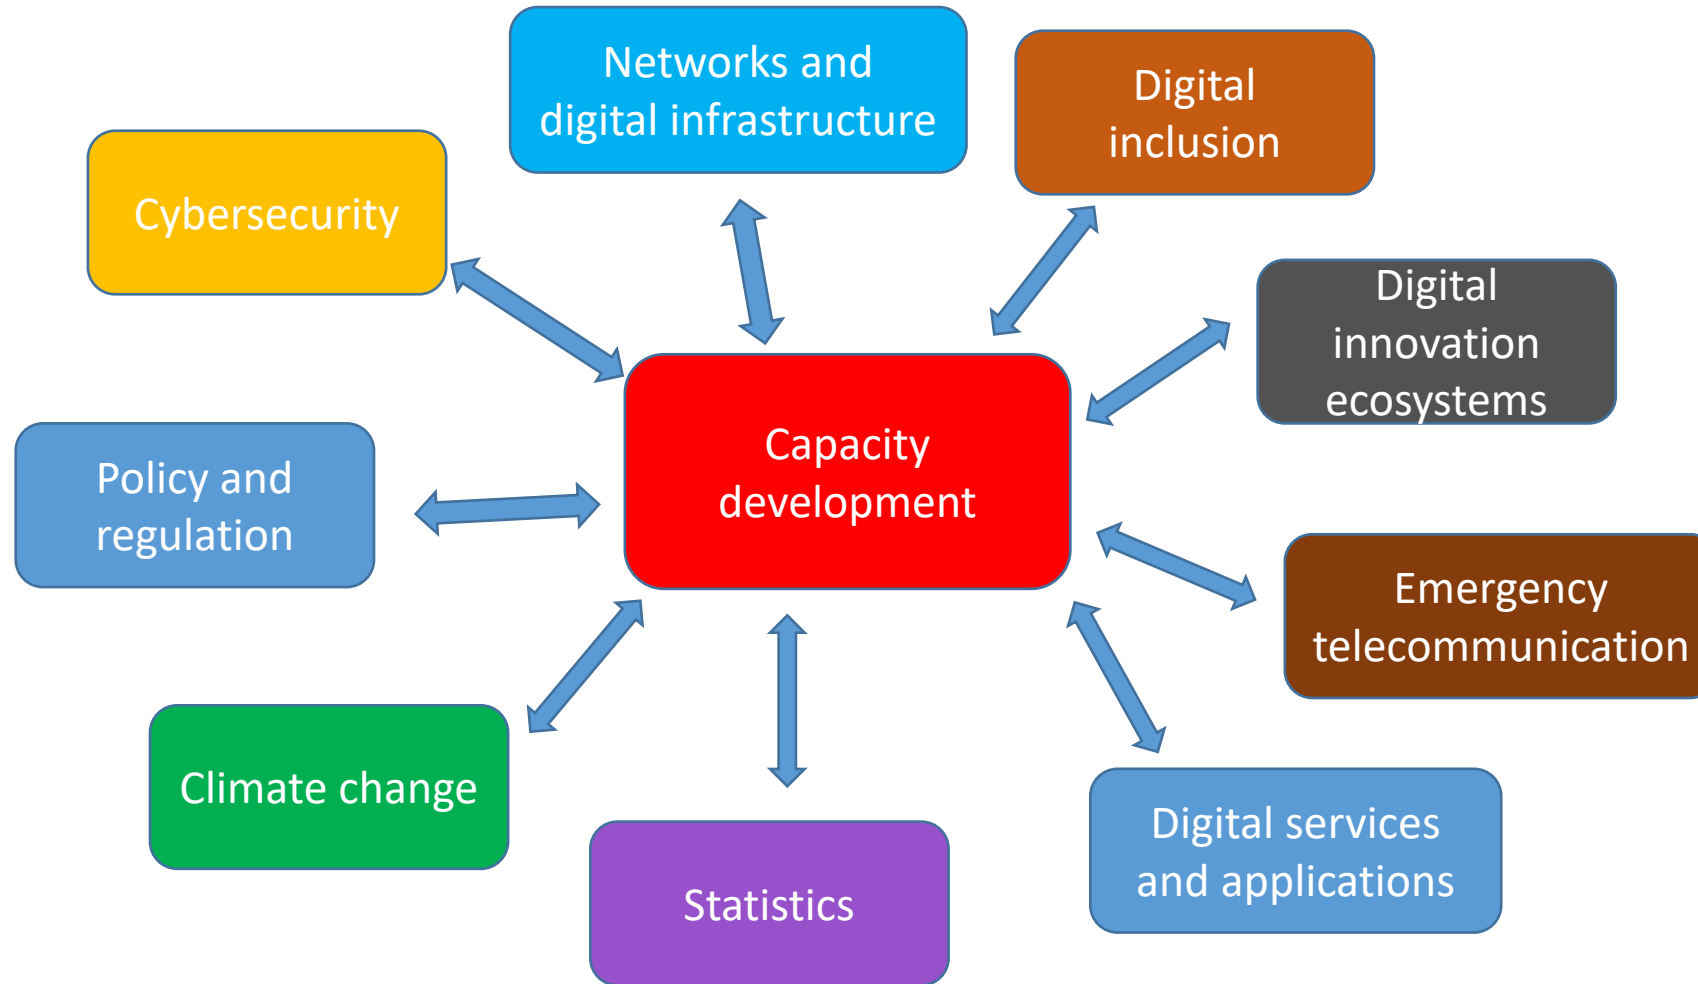 Networks and
digital infrastructure
Digital
inclusion
Cybersecurity
Digital
innovation
ecosystems
Capacity
development
Policy and
regulation
Emergency
telecommunication
Climate change
Digital services
and applications
Statistics